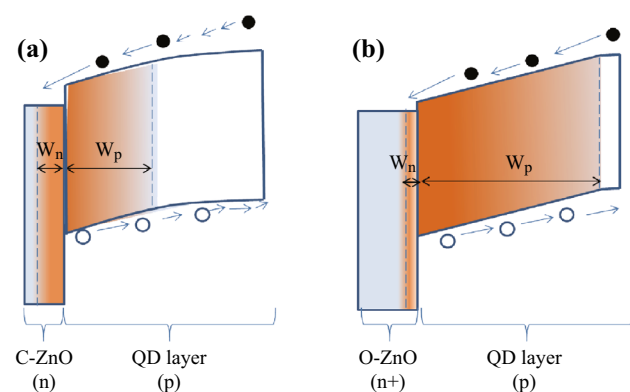 (a)
Wn
Wp
C-ZnO
(n)
QD layer
(p)
(b)
Wn
Wp
O-ZnO
(n+)
QD layer
(p)